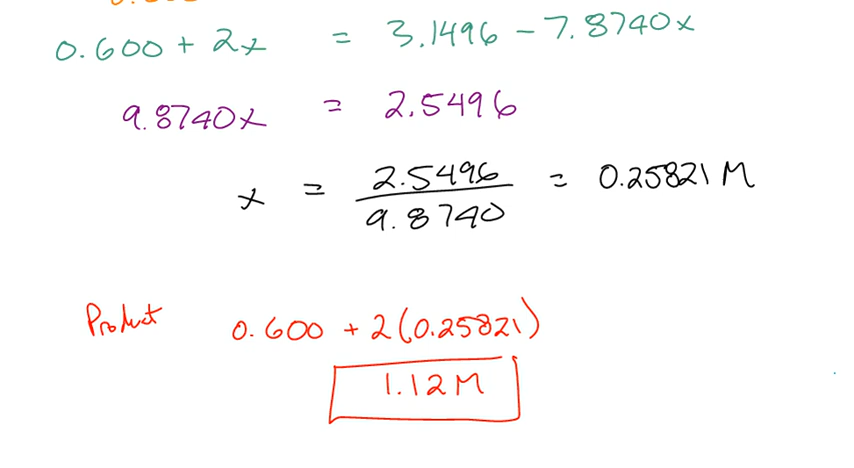 0.600 + 2x = 3.1496 - 7.8740x
9.8740x = 2.5496
x = 2.5496/9.8740 = 0.25821 M
Product 0.600 + 2(0.25821)
1.12 M